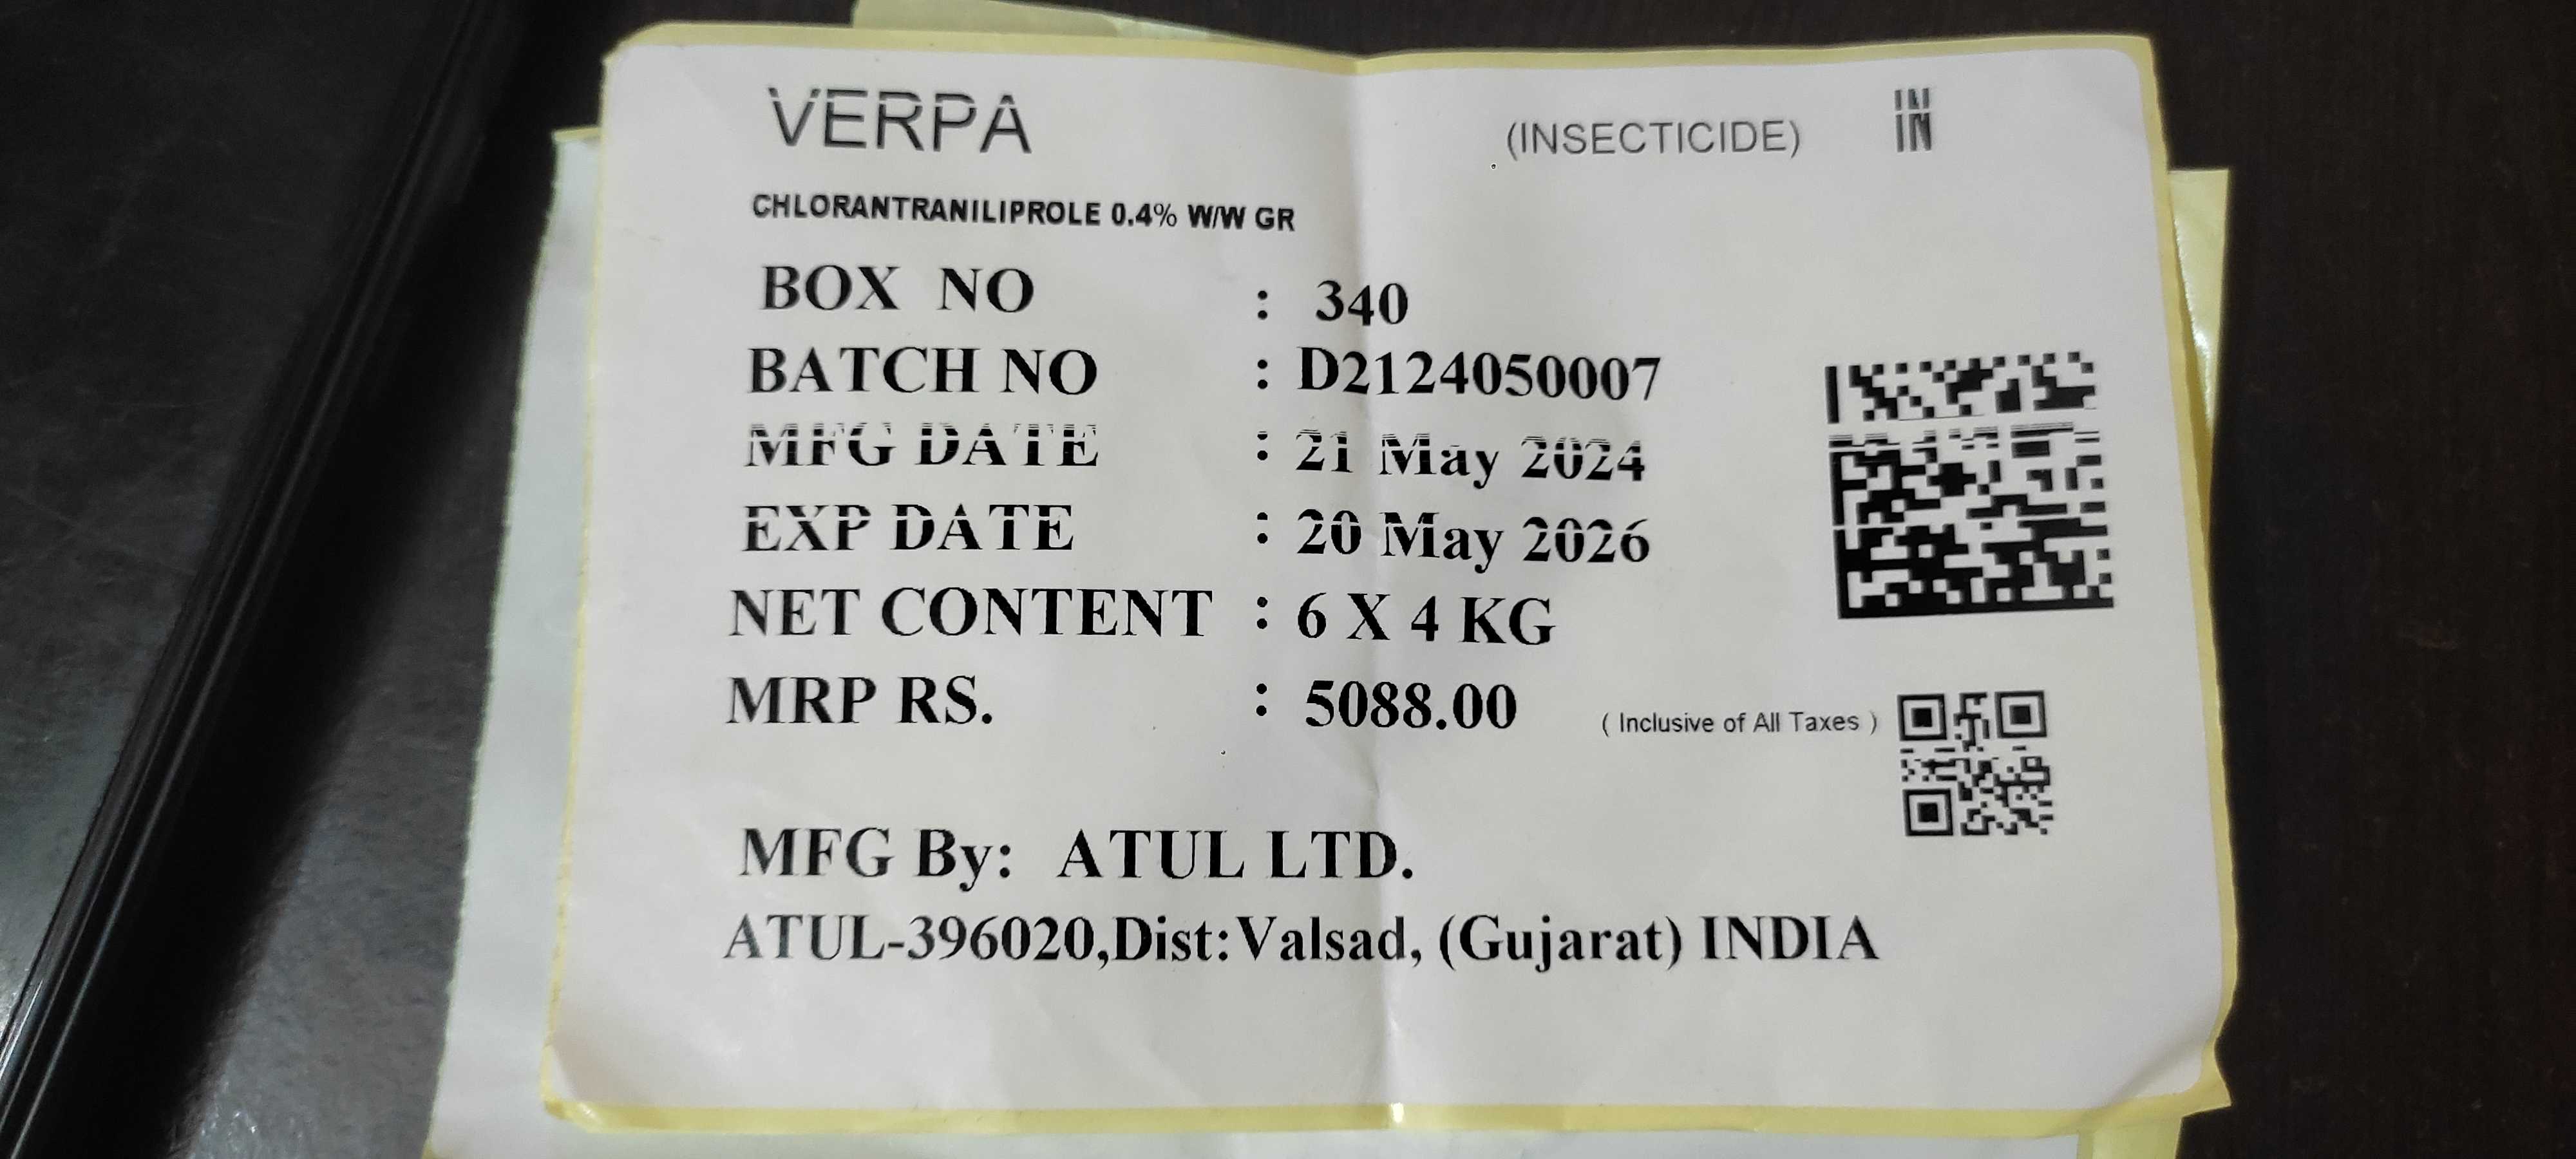 VERPA (INSECTICIDE) IN
CHLORANTRANILIPROLE 0.4% W/W GR
BOX NO : 340
BATCH NO : D2124050007
MFG DATE : 21 May 2024
EXP DATE : 20 May 2026
NET CONTENT : 6 X 4 KG
MRP RS. : 5088.00 ( Inclusive of All Taxes )
MFG By: ATUL LTD.
ATUL-396020,Dist:Valsad, (Gujarat) INDIA